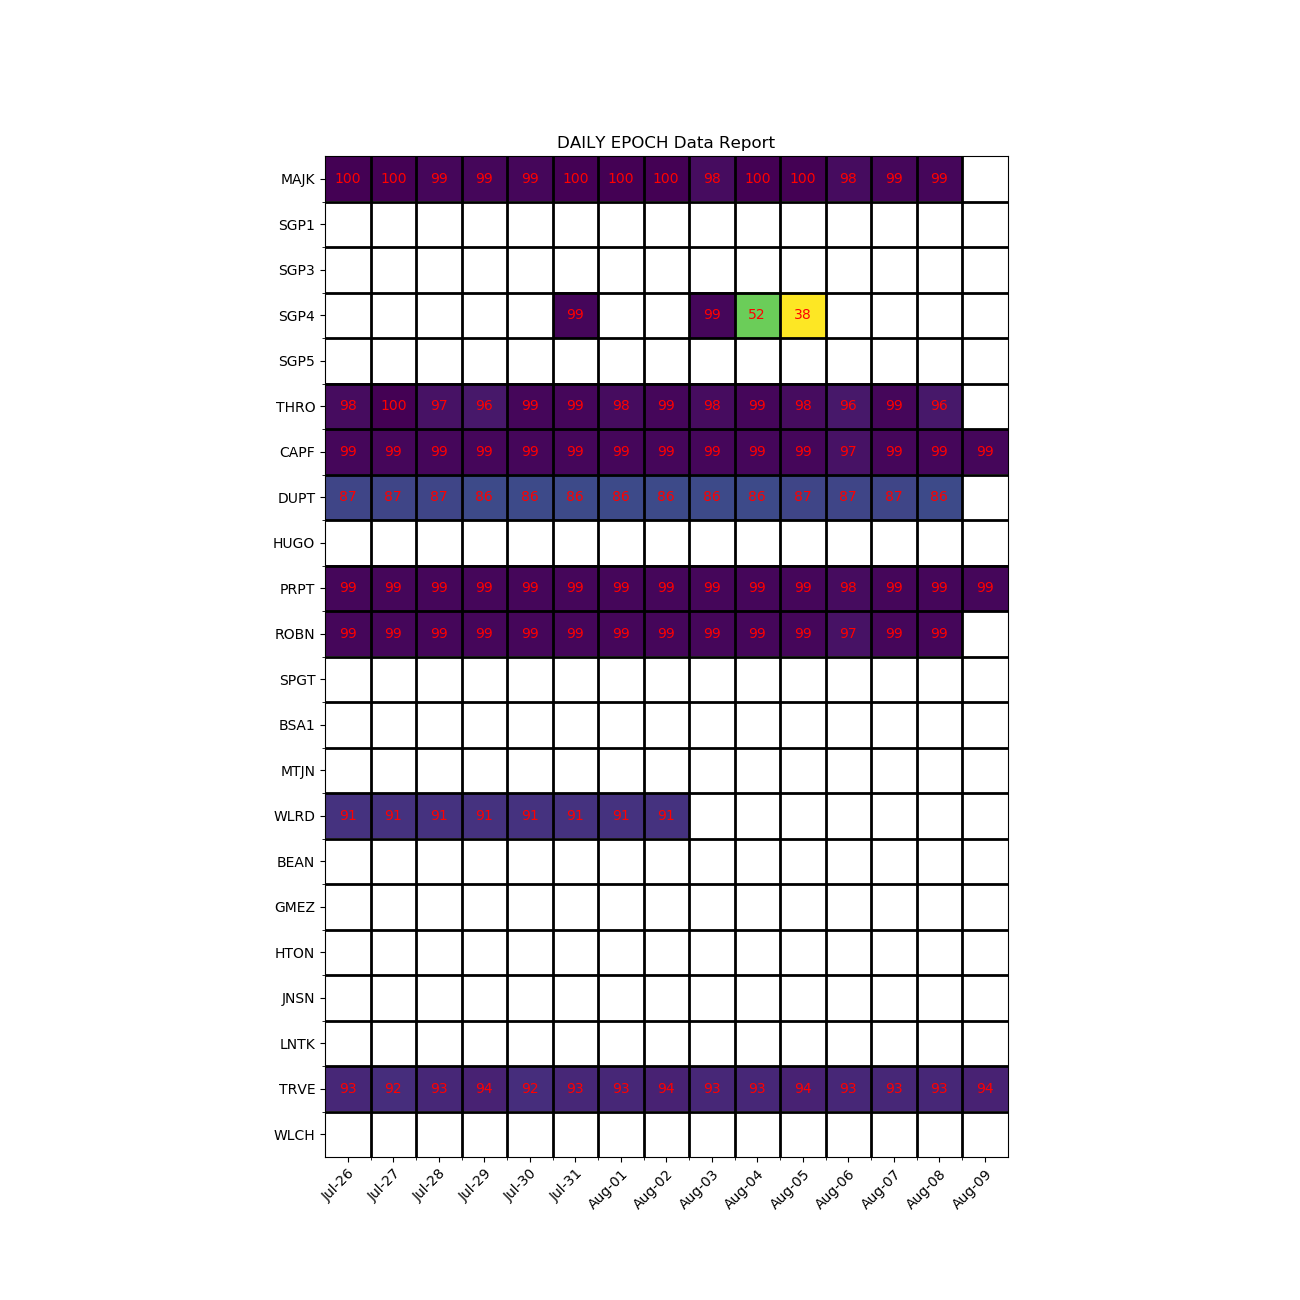 DAILY EPOCH Data Report
MAJK 100 100 99 99 99 100 100 100 98 100 100 98 99 99
SGP1
SGP3
SGP4 99 99 52 38
SGP5
THRO 98 100 97 96 99 99 98 99 98 99 98 96 99 96
CAPF 99 99 99 99 99 99 99 99 99 99 99 97 99 99 99
DUPT 87 87 87 86 86 86 86 86 86 86 87 87 87 86
HUGO
PRPT 99 99 99 99 99 99 99 99 99 99 99 98 99 99 99
ROBN 99 99 99 99 99 99 99 99 99 99 99 97 99 99
SPGT
BSA1
MTJN
WLRD 91 91 91 91 91 91 91 91
BEAN
GMEZ
HTON
JNSN
LNTK
TRVE 93 92 93 94 92 93 93 94 93 93 94 93 93 93 94
WLCH
Jul-26 Jul-27 Jul-28 Jul-29 Jul-30 Jul-31 Aug-01 Aug-02 Aug-03 Aug-04 Aug-05 Aug-06 Aug-07 Aug-08 Aug-09